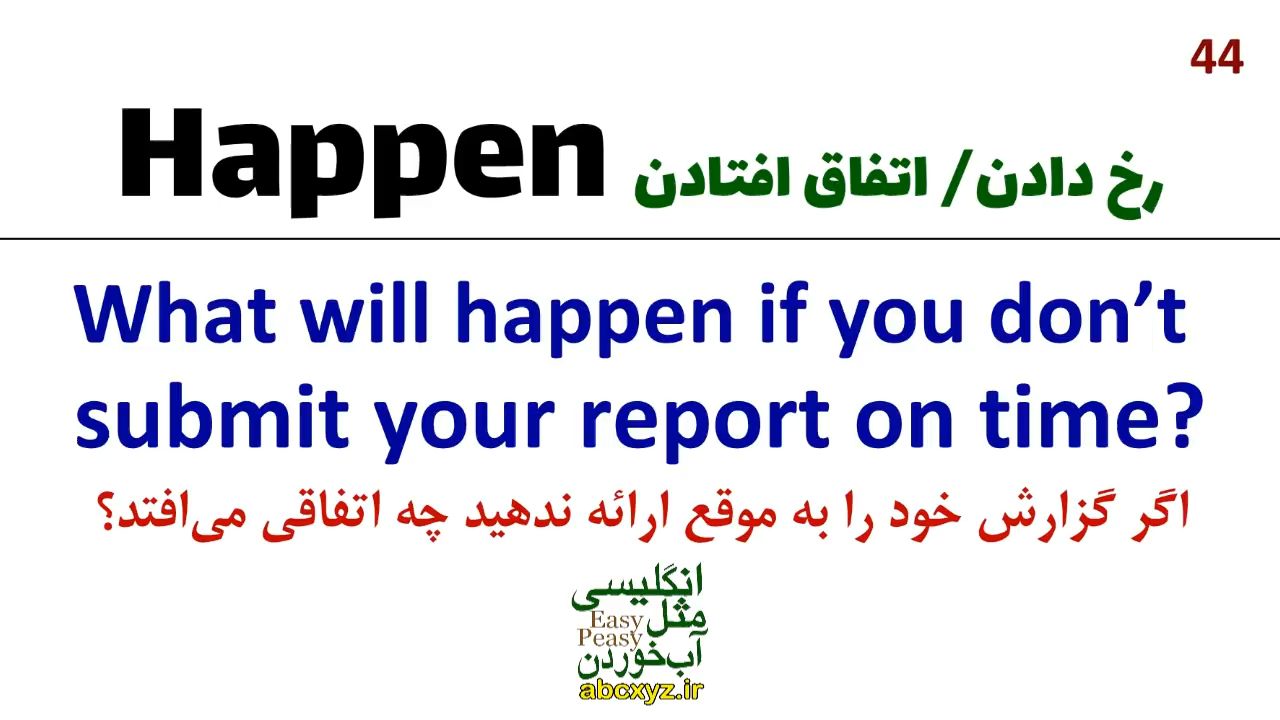 44
Happen رخ دادن/ اتفاق افتادن
What will happen if you don’t
submit your report on time?
اگر گزارش خود را به موقع ارائه ندهید چه اتفاقی می‌افتد؟
انگلیسی
مثل
Easy
Peasy
آب‌خوردن
abcxyz.ir